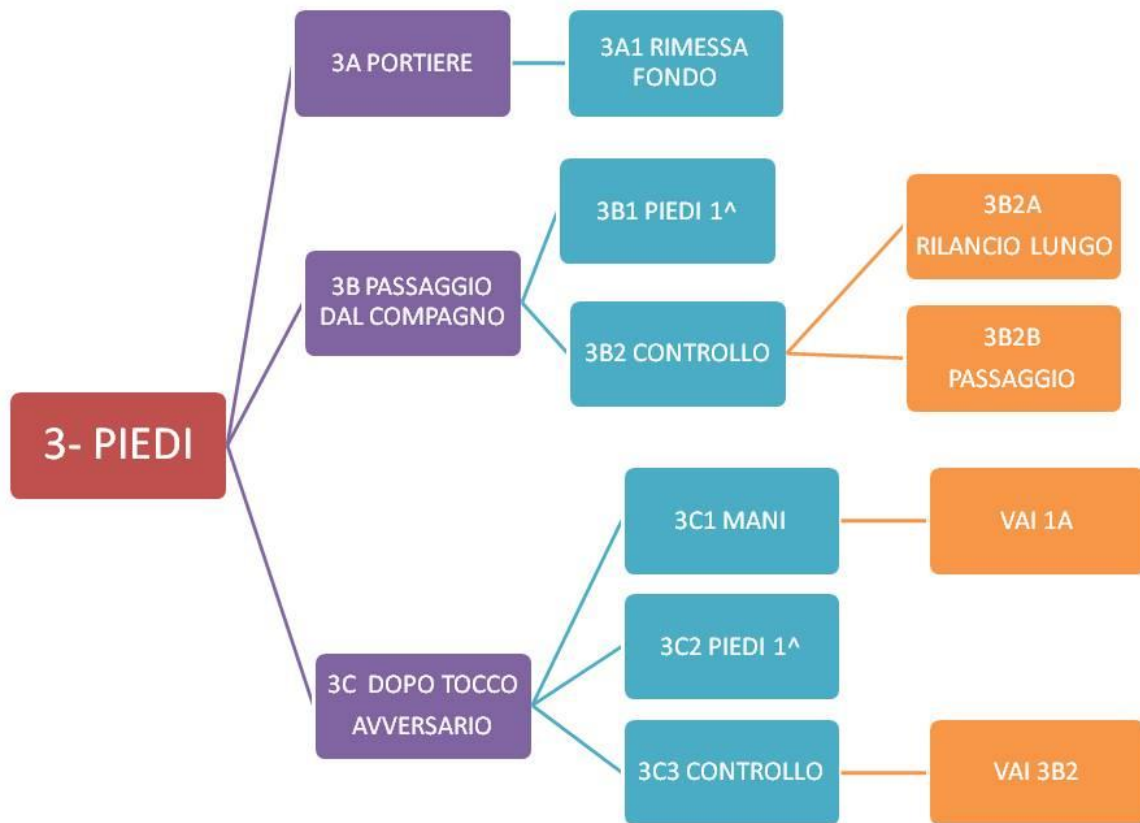 3- PIEDI
3A PORTIERE
3A1 RIMESSA
FONDO
3B PASSAGGIO
DAL COMPAGNO
3B1 PIEDI 1^
3B2 CONTROLLO
3B2A
RILANCIO LUNGO
3B2B
PASSAGGIO
3C DOPO TOCCO
AVVERSARIO
3C1 MANI
VAI 1A
3C2 PIEDI 1^
3C3 CONTROLLO
VAI 3B2